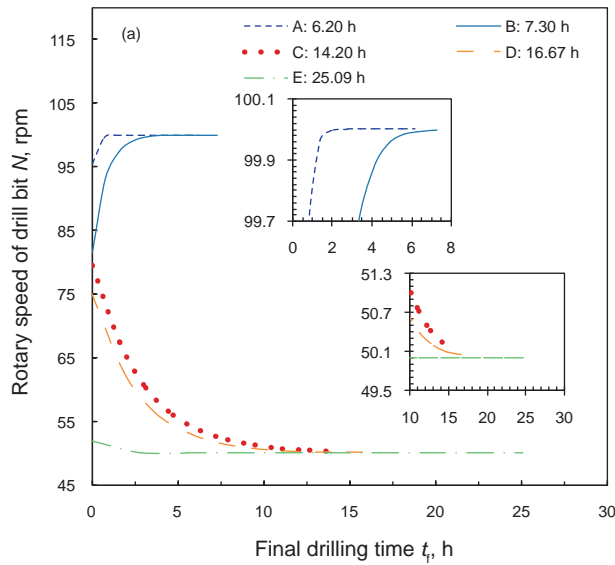 (a)
A: 6.20 h
B: 7.30 h
C: 14.20 h
D: 16.67 h
E: 25.09 h
Rotary speed of drill bit N, rpm
115
105
95
85
75
65
55
45
100.1
99.9
99.7
0 2 4 6 8
51.3
50.7
50.1
49.5
10 15 20 25 30
0 5 10 15 20 25 30
Final drilling time tf, h